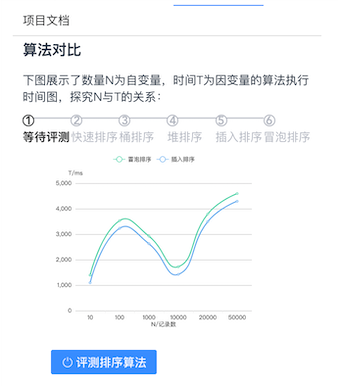 项目文档
算法对比
下图展示了数量N为自变量，时间T为因变量的算法执行
时间图，探究N与T的关系：
1 2 3 4 5 6
等待评测 快速排序 桶排序 堆排序 插入排序 冒泡排序
冒泡排序 插入排序
T/ms
5,000
4,000
3,000
2,000
1,000
0
10 100 1000 10000 20000 50000
N/记录数
评测排序算法